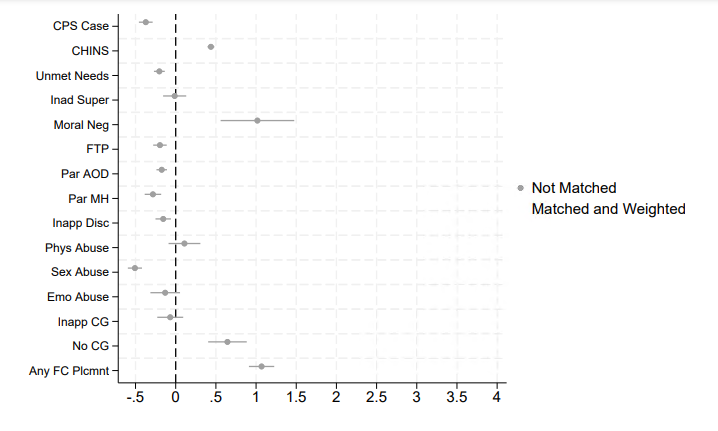 CPS Case
CHINS
Unmet Needs
Inad Super
Moral Neg
FTP
Par AOD
Par MH
Inapp Disc
Phys Abuse
Sex Abuse
Emo Abuse
Inapp CG
No CG
Any FC Plcmnt
-.5 0 .5 1 1.5 2 2.5 3 3.5 4
Not Matched
Matched and Weighted